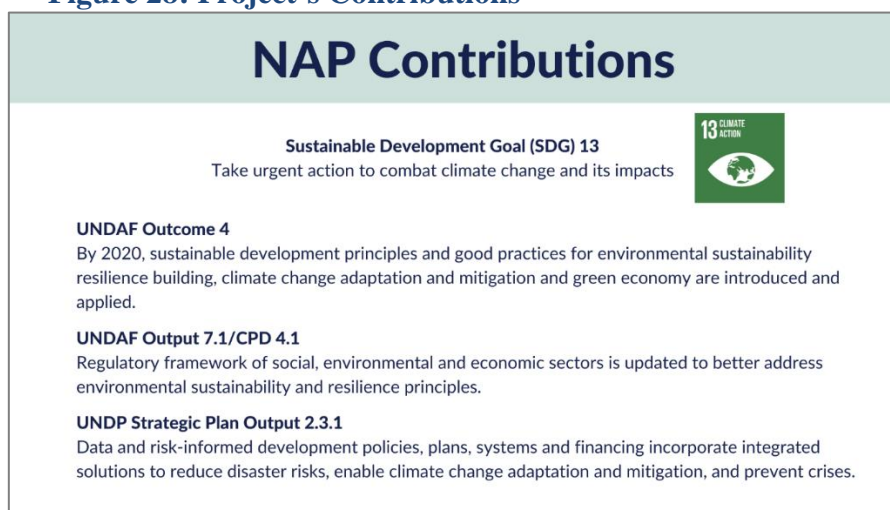 Figure 28: Project's Contributions
NAP Contributions
Sustainable Development Goal (SDG) 13
Take urgent action to combat climate change and its impacts
13 CLIMATE
ACTION
UNDAF Outcome 4
By 2020, sustainable development principles and good practices for environmental sustainability
resilience building, climate change adaptation and mitigation and green economy are introduced and
applied.
UNDAF Output 7.1/CPD 4.1
Regulatory framework of social, environmental and economic sectors is updated to better address
environmental sustainability and resilience principles.
UNDP Strategic Plan Output 2.3.1
Data and risk-informed development policies, plans, systems and financing incorporate integrated
solutions to reduce disaster risks, enable climate change adaptation and mitigation, and prevent crises.